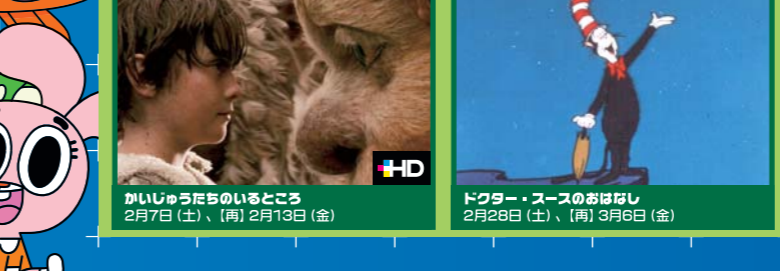 HD
かいじゅうたちのいるところ
2月7日（土）、【再】2月13日（金）
ドクター・スースのおはなし
2月28日（土）、【再】3月6日（金）